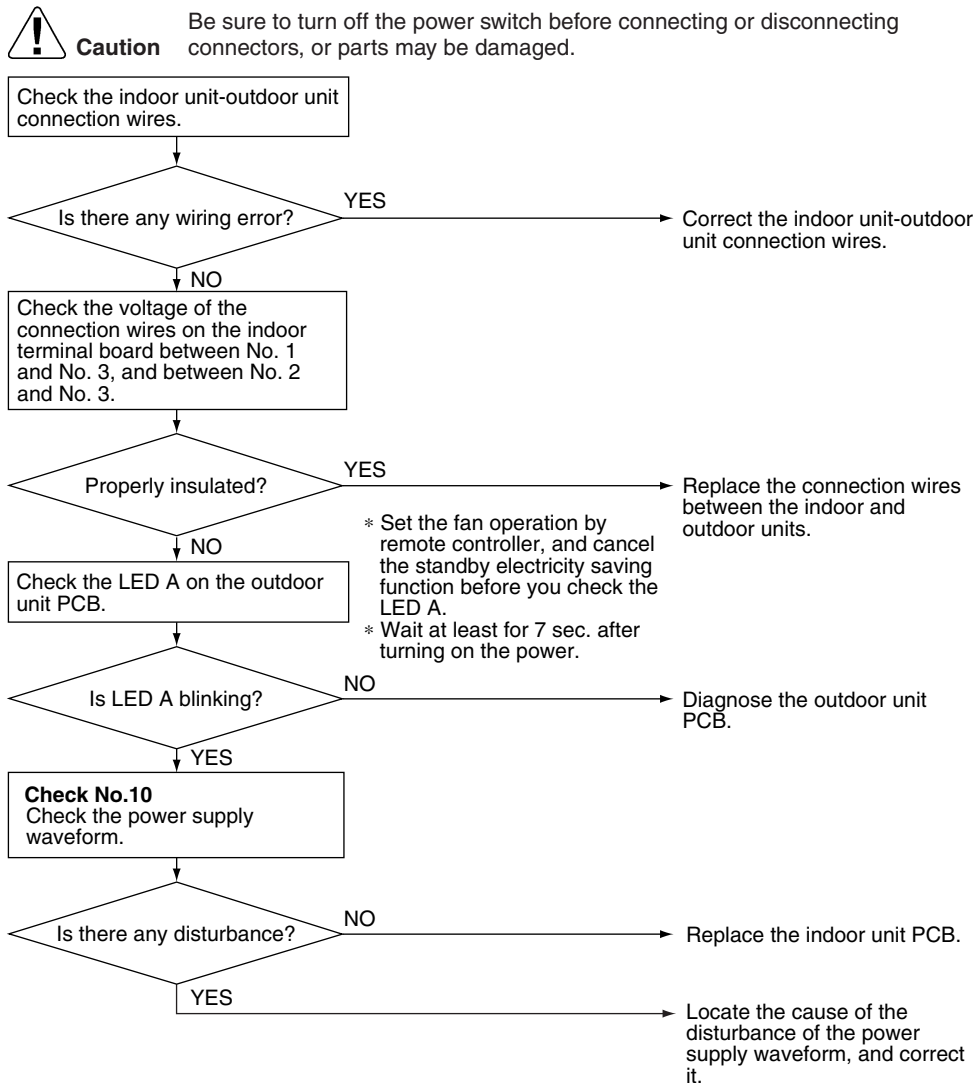 Be sure to turn off the power switch before connecting or disconnecting
Caution connectors, or parts may be damaged.
Check the indoor unit-outdoor unit
connection wires.
Is there any wiring error?
YES
Correct the indoor unit-outdoor
unit connection wires.
NO
Check the voltage of the
connection wires on the indoor
terminal board between No. 1
and No. 3, and between No. 2
and No. 3.
Properly insulated?
YES
Replace the connection wires
between the indoor and
outdoor units.
NO
∗ Set the fan operation by
remote controller, and cancel
the standby electricity saving
function before you check the
LED A.
∗ Wait at least for 7 sec. after
turning on the power.
Check the LED A on the outdoor
unit PCB.
Is LED A blinking?
NO
Diagnose the outdoor unit
PCB.
YES
Check No.10
Check the power supply
waveform.
Is there any disturbance?
NO
Replace the indoor unit PCB.
YES
Locate the cause of the
disturbance of the power
supply waveform, and correct
it.